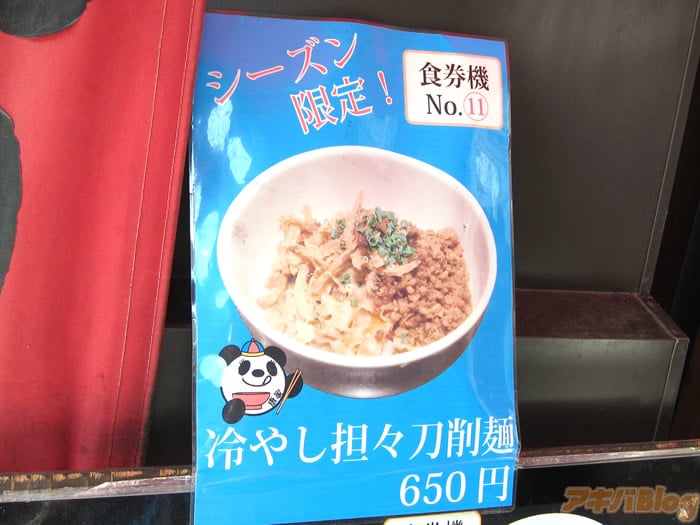 シーズン
限定！
食券機
No.⑪
冷やし担々刀削麺
650円
アキバBlog